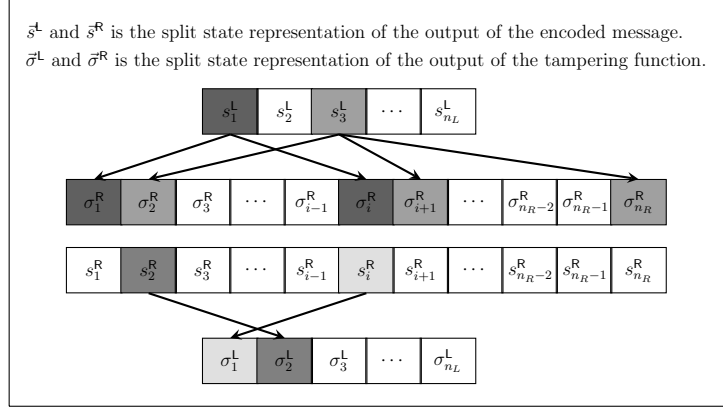 s⃗ᴸ and s⃗ᴿ is the split state representation of the output of the encoded message.
σ⃗ᴸ and σ⃗ᴿ is the split state representation of the output of the tampering function.
s₁ᴸ s₂ᴸ s₃ᴸ ⋯ s_{n_L}^L
σ₁ᴿ σ₂ᴿ σ₃ᴿ ⋯ σ_{i−1}^R σ_i^R σ_{i+1}^R ⋯ σ_{n_R−2}^R σ_{n_R−1}^R σ_{n_R}^R
s₁ᴿ s₂ᴿ s₃ᴿ ⋯ s_{i−1}^R s_i^R s_{i+1}^R ⋯ s_{n_R−2}^R s_{n_R−1}^R s_{n_R}^R
σ₁ᴸ σ₂ᴸ σ₃ᴸ ⋯ σ_{n_L}^L